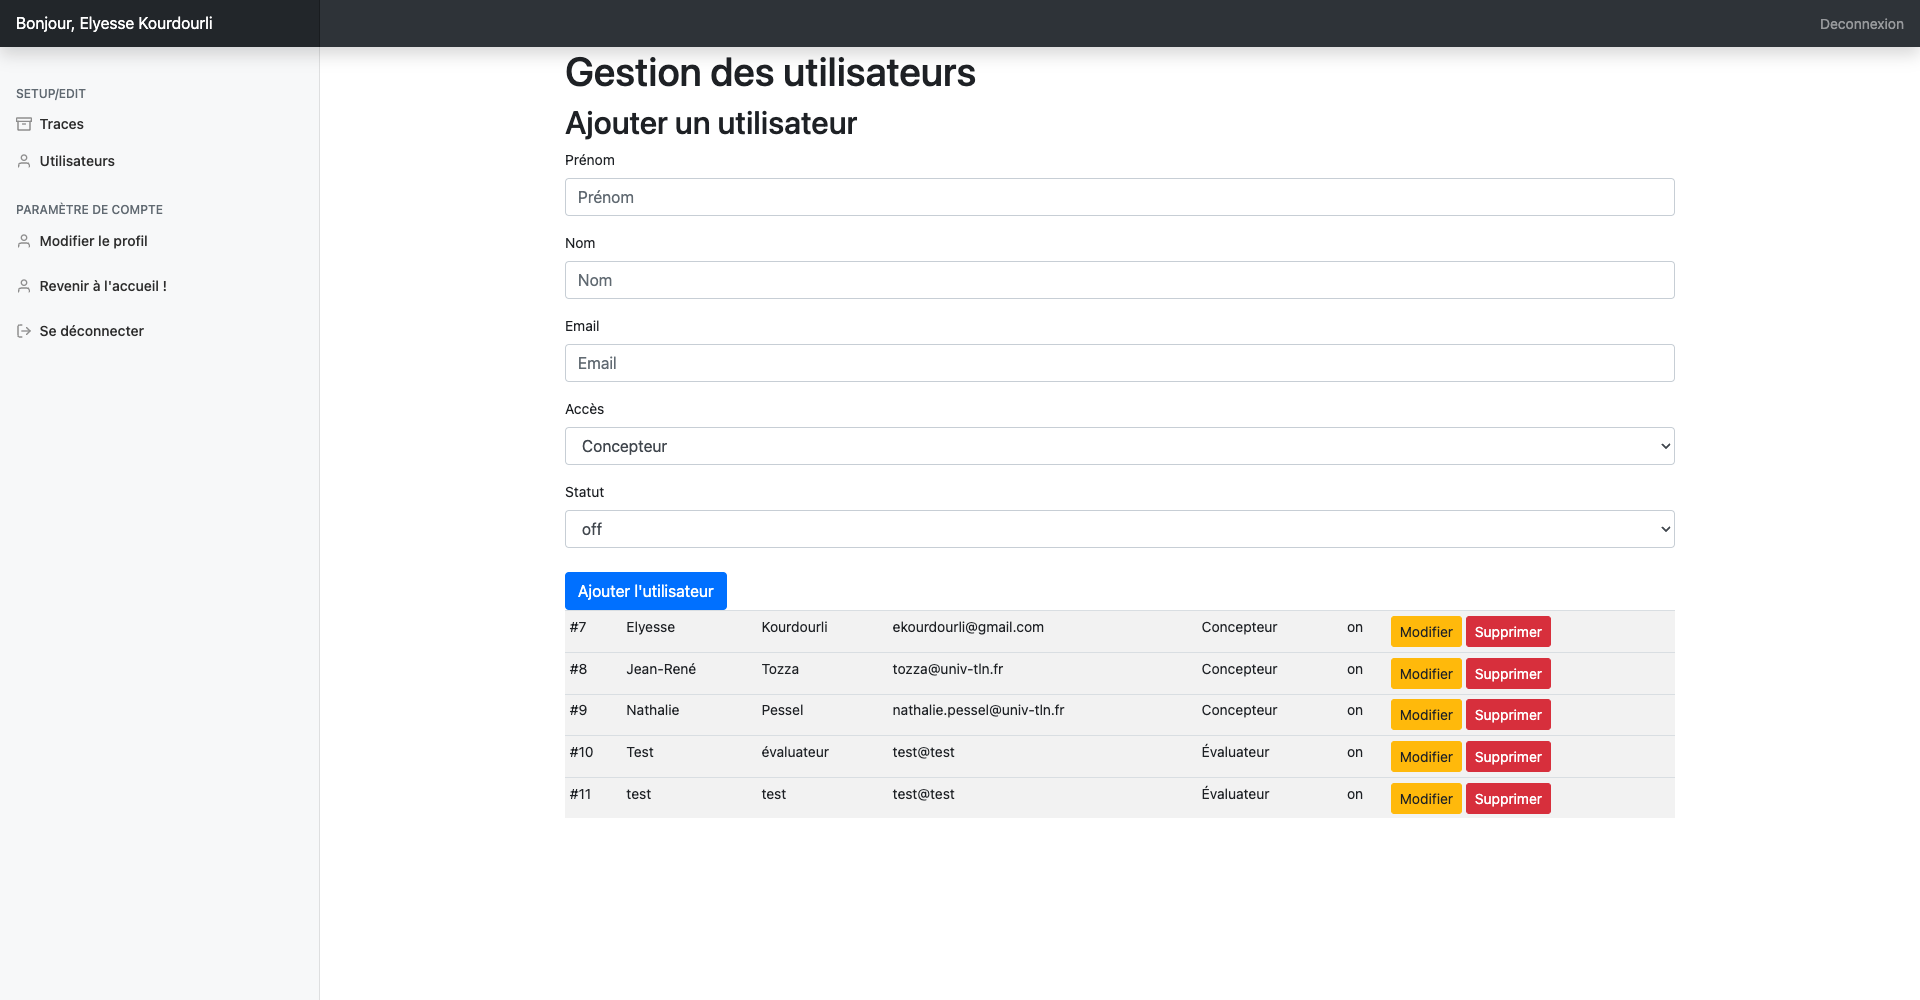 Bonjour, Elyesse Kourdourli
Deconnexion
SETUP/EDIT
Traces
Utilisateurs
PARAMÈTRE DE COMPTE
Modifier le profil
Revenir à l'accueil !
Se déconnecter
Gestion des utilisateurs
Ajouter un utilisateur
Prénom
Prénom
Nom
Nom
Email
Email
Accès
Concepteur
Statut
off
Ajouter l'utilisateur
#7 Elyesse Kourdourli ekourdourli@gmail.com Concepteur on Modifier Supprimer
#8 Jean-René Tozza tozza@univ-tln.fr Concepteur on Modifier Supprimer
#9 Nathalie Pessel nathalie.pessel@univ-tln.fr Concepteur on Modifier Supprimer
#10 Test évaluateur test@test Évaluateur on Modifier Supprimer
#11 test test test@test Évaluateur on Modifier Supprimer